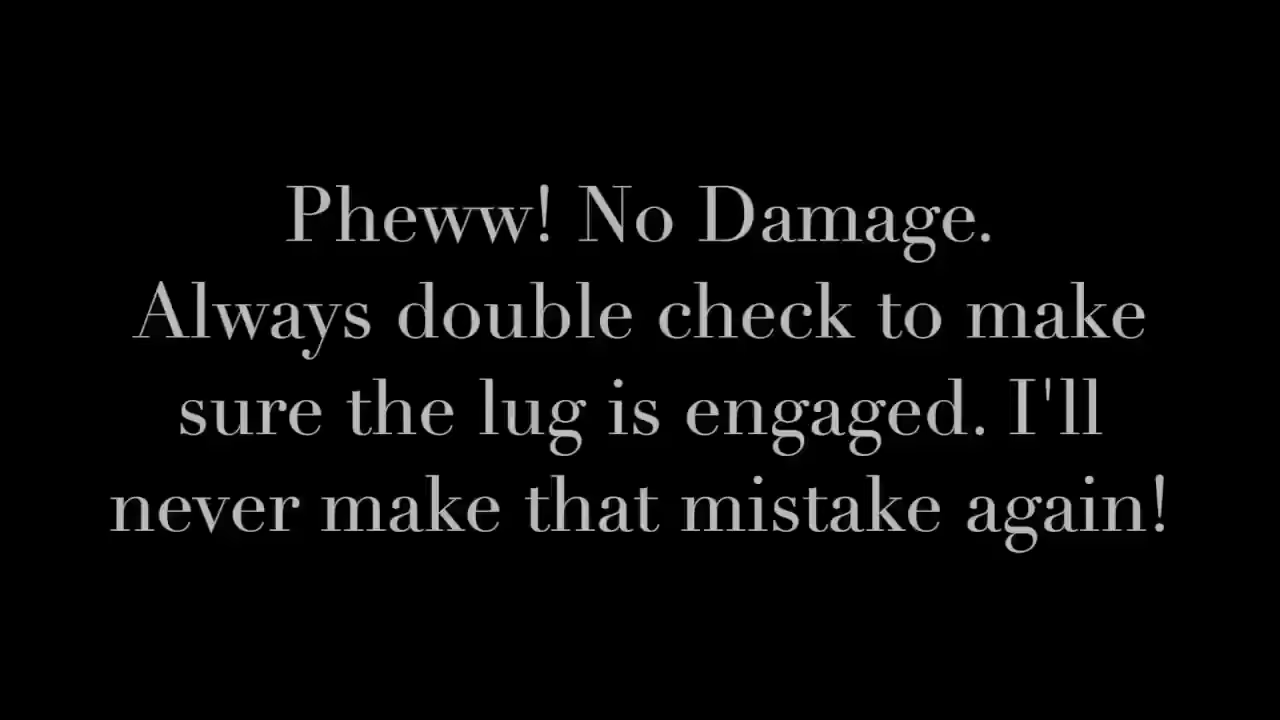 Pheww! No Damage.
Always double check to make
sure the lug is engaged. I'll
never make that mistake again!